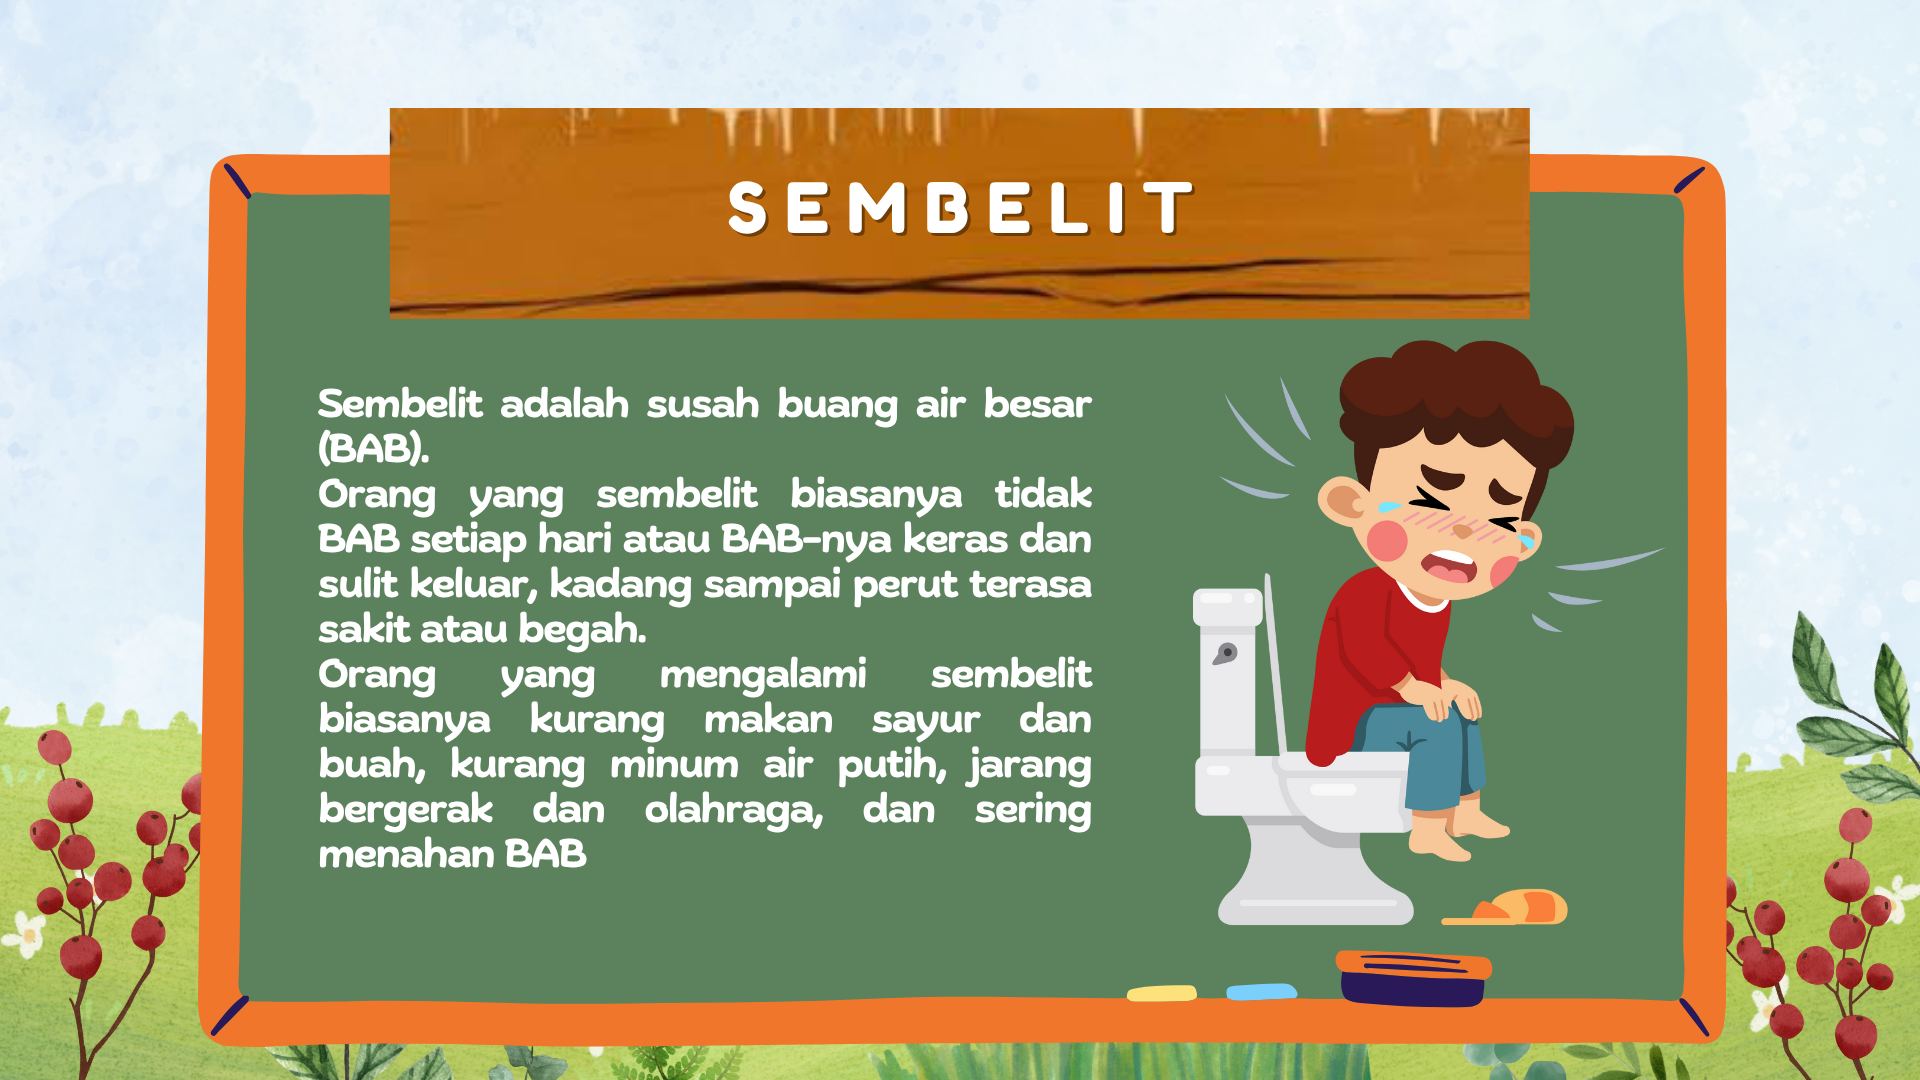 SEMBELIT
Sembelit adalah susah buang air besar
(BAB).
Orang yang sembelit biasanya tidak
BAB setiap hari atau BAB-nya keras dan
sulit keluar, kadang sampai perut terasa
sakit atau begah.
Orang yang mengalami sembelit
biasanya kurang makan sayur dan
buah, kurang minum air putih, jarang
bergerak dan olahraga, dan sering
menahan BAB